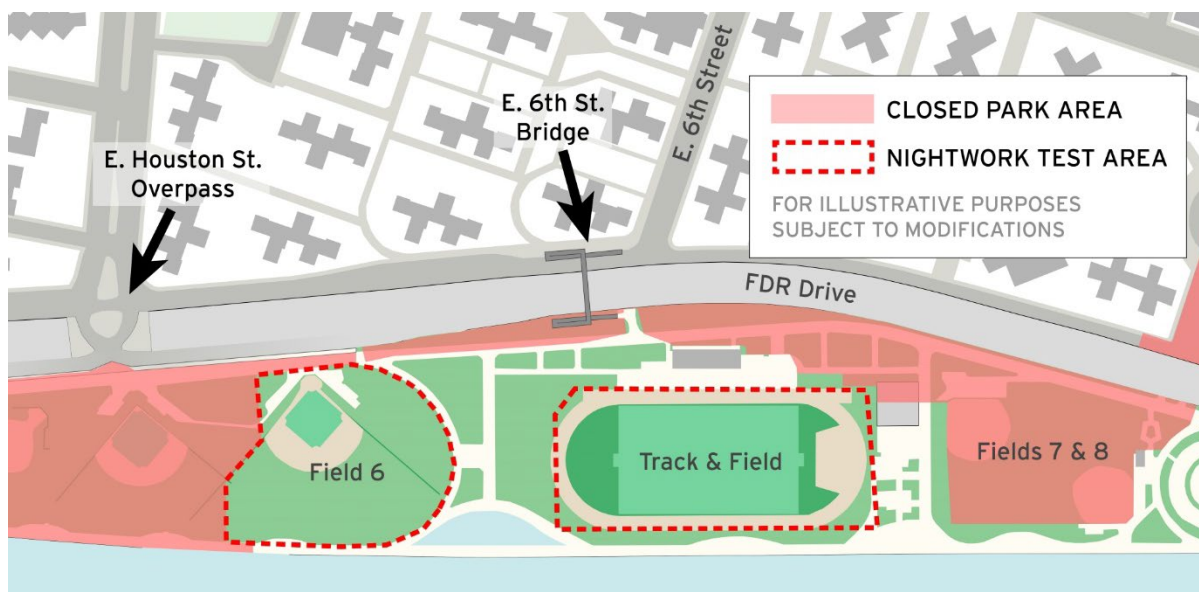 E. Houston St.
Overpass
E. 6th St.
Bridge
E. 6th Street
CLOSED PARK AREA
NIGHTWORK TEST AREA
FOR ILLUSTRATIVE PURPOSES
SUBJECT TO MODIFICATIONS
FDR Drive
Field 6
Track & Field
Fields 7 & 8